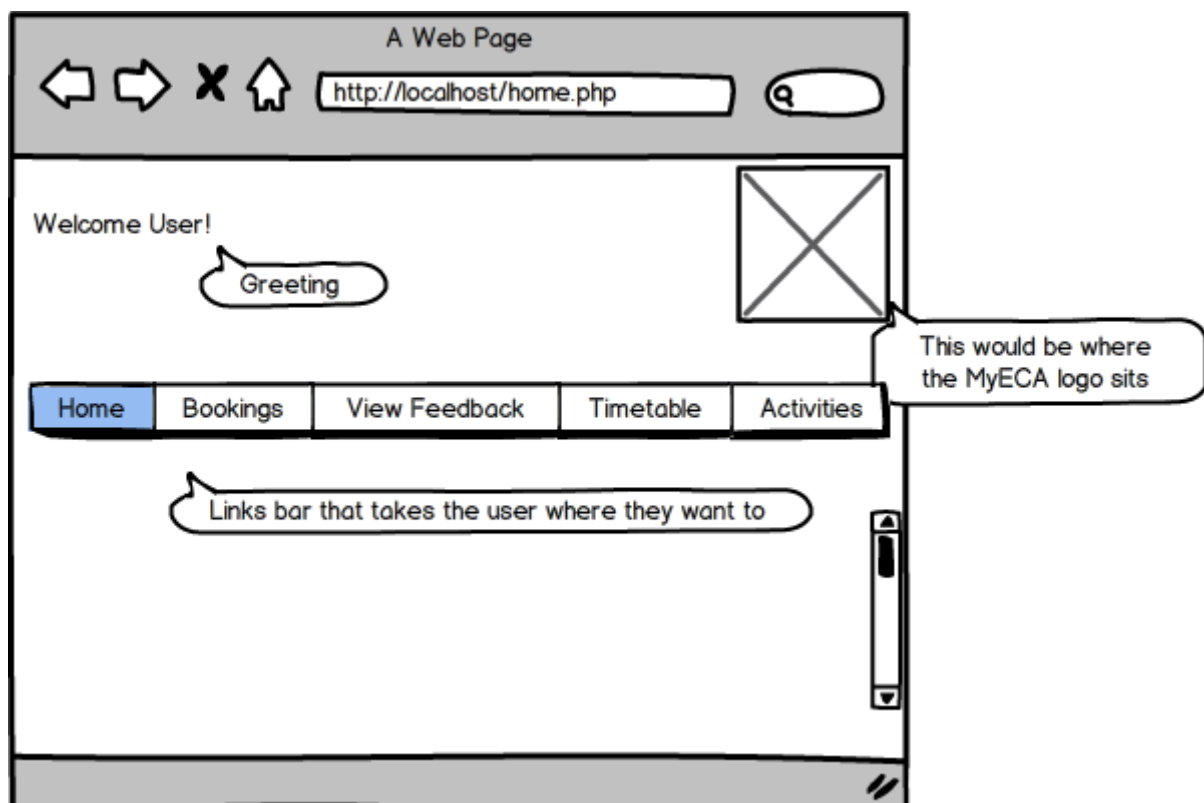 A Web Page
http://localhost/home.php
Welcome User!
Greeting
This would be where
the MyECA logo sits
Home Bookings View Feedback Timetable Activities
Links bar that takes the user where they want to